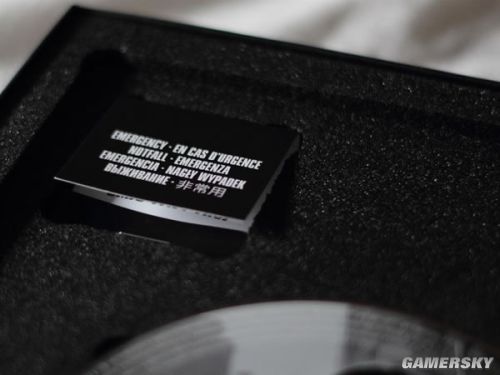 EMERGENCY · EN CAS D'URGENCE
NOTFALL · EMERGENZA
EMERGENCIA · NAGŁY WYPADEK
ВЫЖИВАНИЕ · 非常用
GAMERSKY